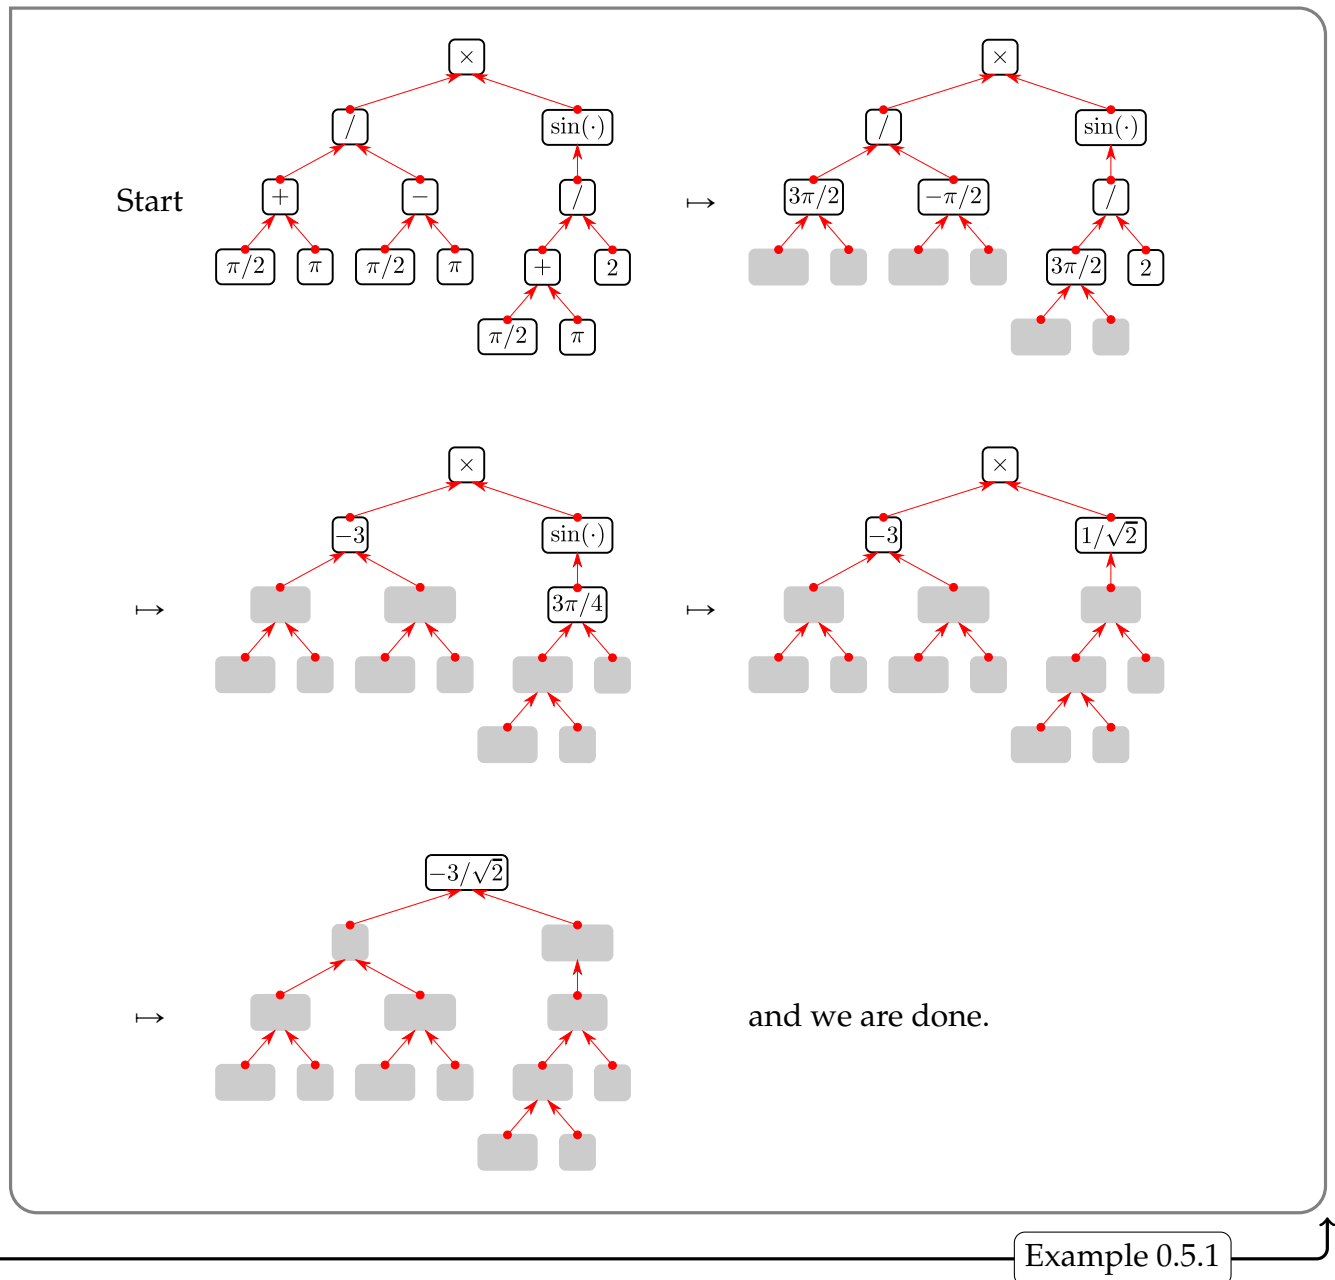 × ×
/ sin(·) / sin(·)
Start + − / ↦ 3π/2 −π/2 /
π/2 π π/2 π + 2 3π/2 2
π/2 π
× ×
−3 sin(·) −3 1/√2
↦ 3π/4 ↦
−3/√2
↦ and we are done.
Example 0.5.1